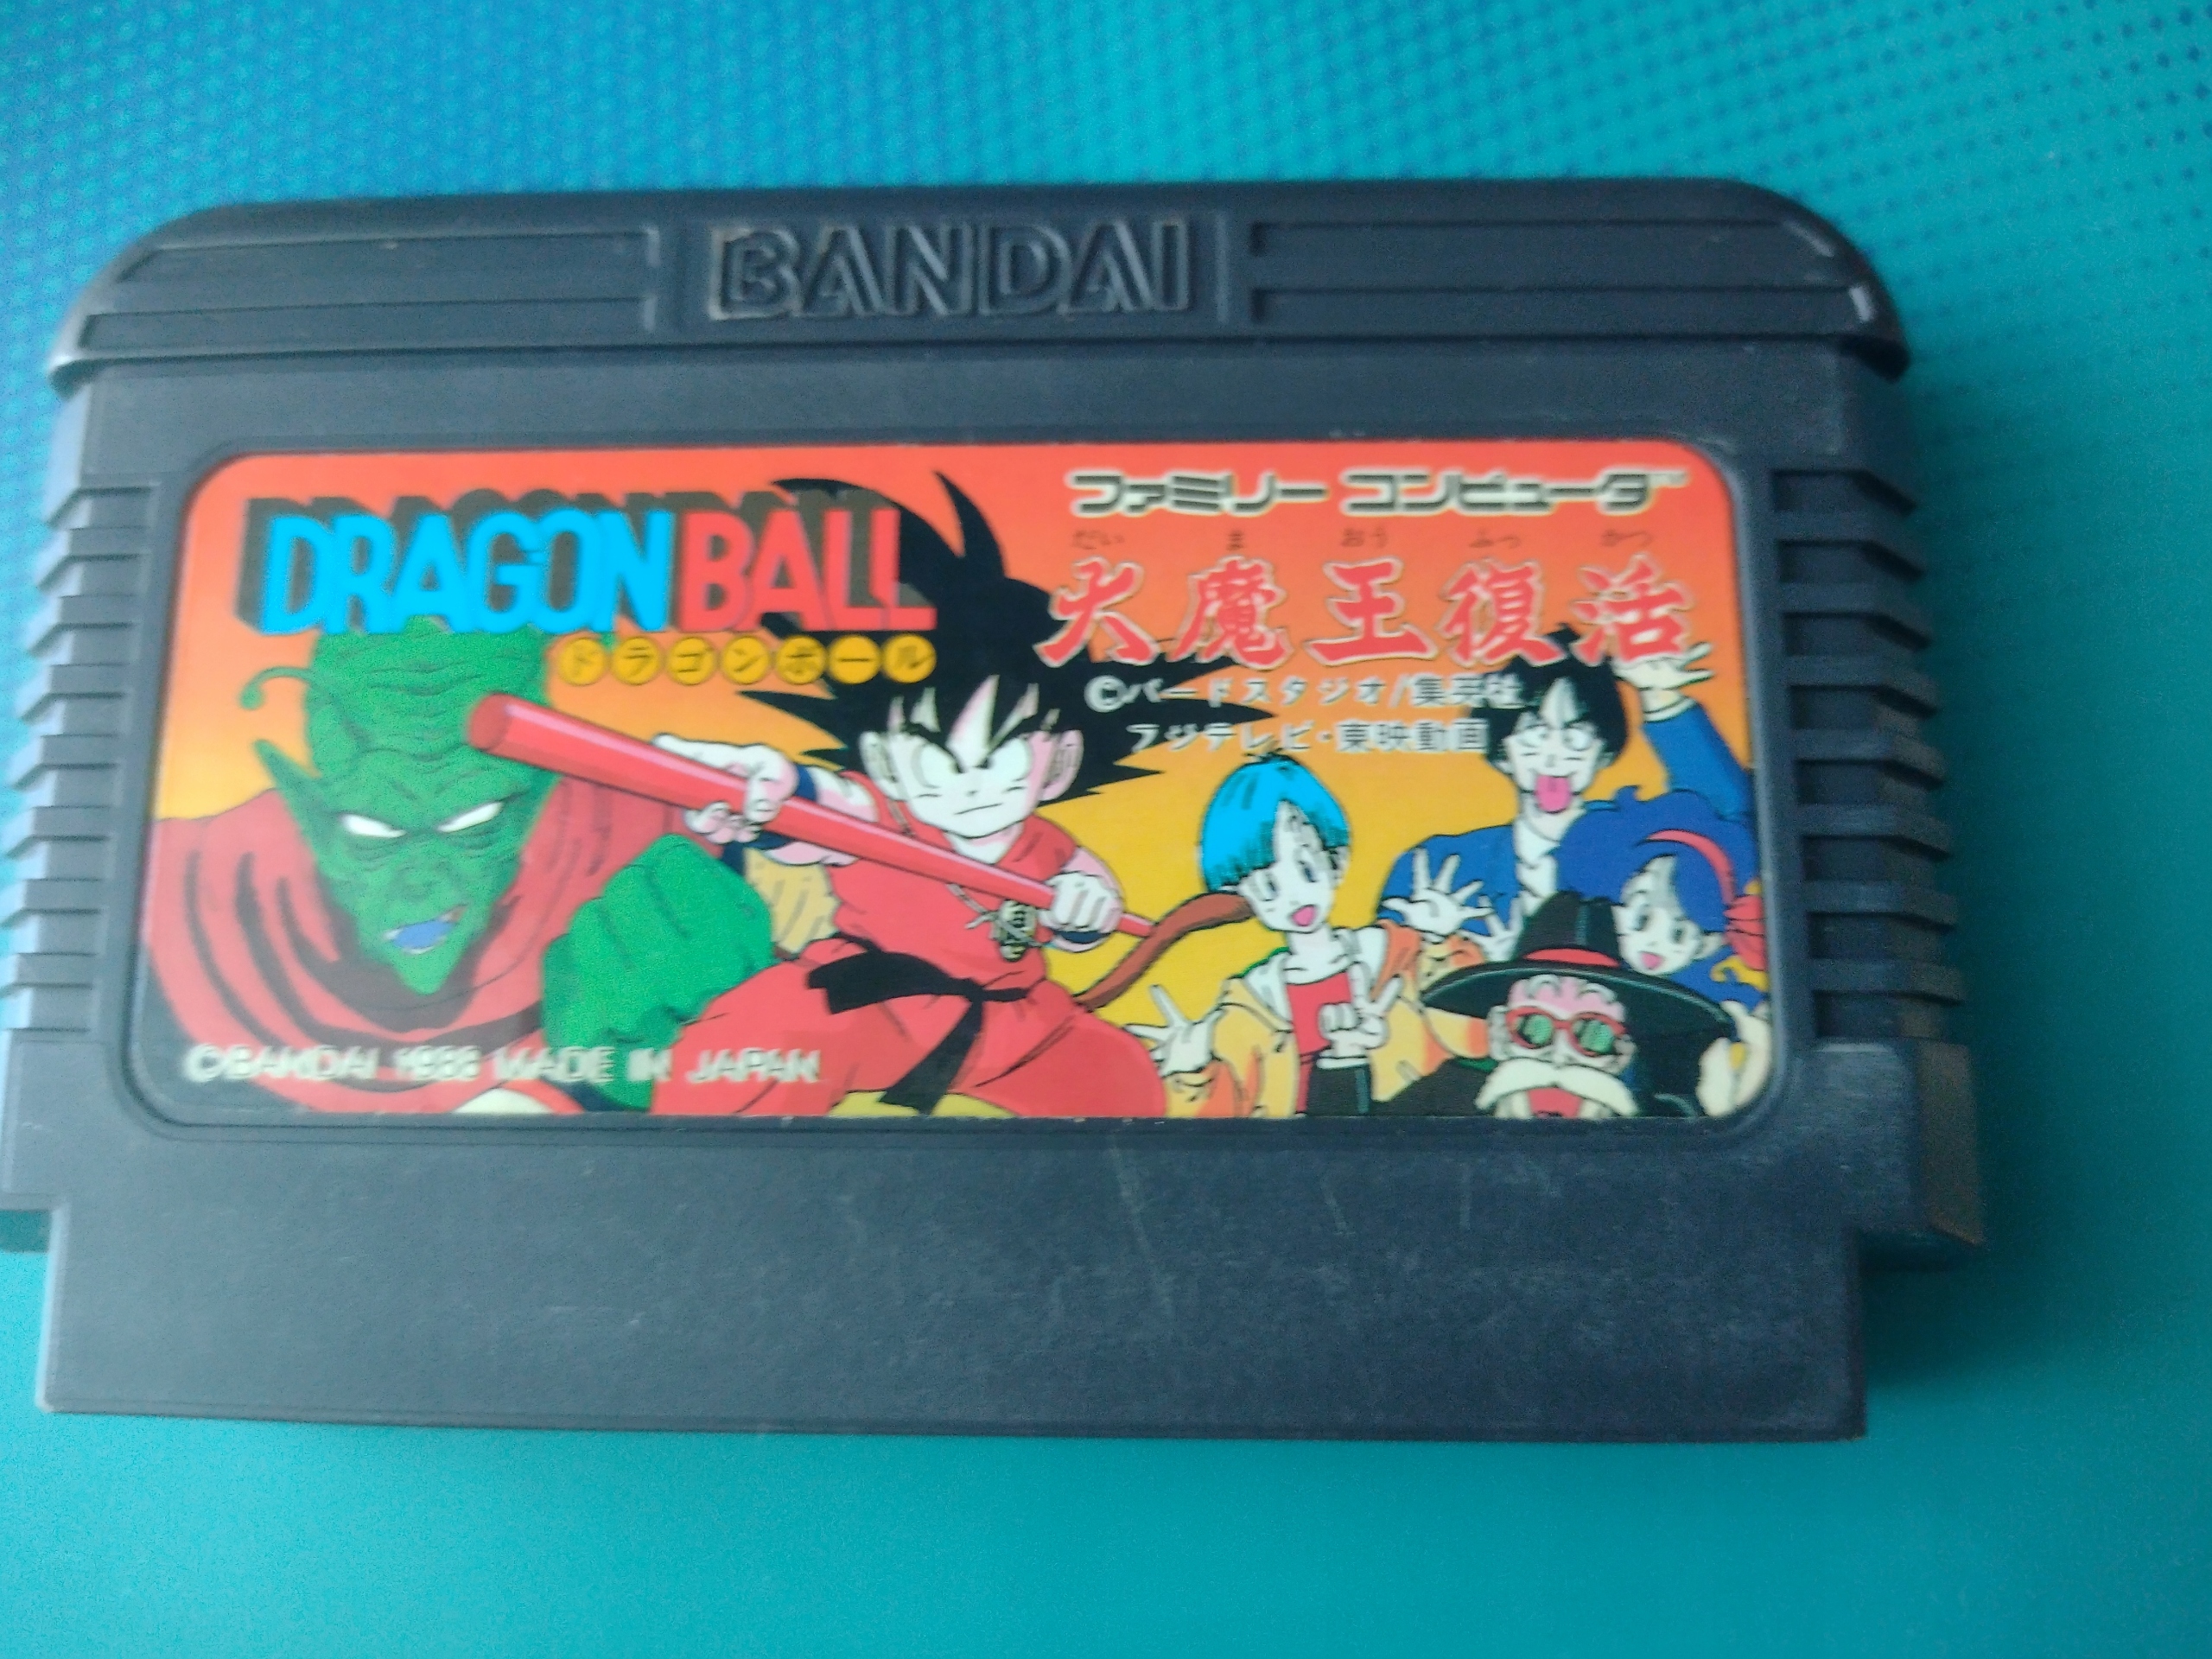 BANDAI
DRAGON BALL
ドラゴンボール
ファミリー コンピュータ™
だい ま おう ふっ かつ
大魔王復活
©バードスタジオ/集英社
フジテレビ・東映動画
©BANDAI 1988 MADE IN JAPAN